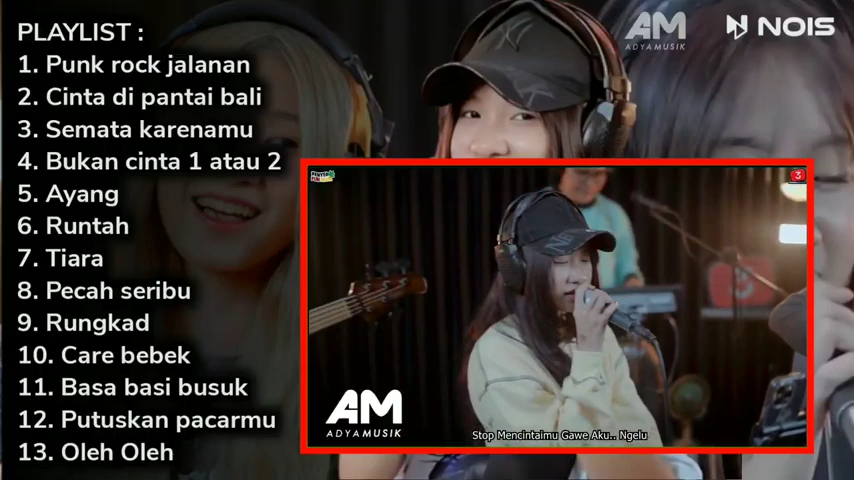 PLAYLIST :
1. Punk rock jalanan
2. Cinta di pantai bali
3. Semata karenamu
4. Bukan cinta 1 atau 2
5. Ayang
6. Runtah
7. Tiara
8. Pecah seribu
9. Rungkad
10. Care bebek
11. Basa basi busuk
12. Putuskan pacarmu
13. Oleh Oleh
AM
ADYAMUSIK
NOIS
3
AM
ADYAMUSIK
Stop Mencintaimu Gawe Aku.. Ngelu